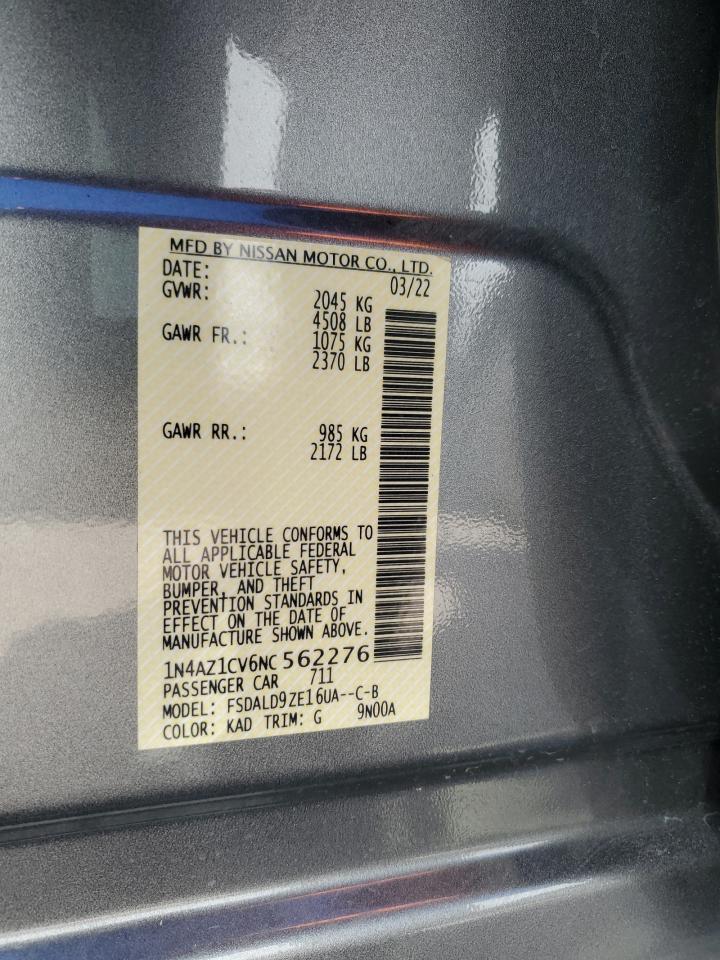 MFD BY NISSAN MOTOR CO., LTD.
DATE: 03/22
GVWR: 2045 KG
4508 LB
GAWR FR.: 1075 KG
2370 LB
GAWR RR.: 985 KG
2172 LB
THIS VEHICLE CONFORMS TO
ALL APPLICABLE FEDERAL
MOTOR VEHICLE SAFETY,
BUMPER, AND THEFT
PREVENTION STANDARDS IN
EFFECT ON THE DATE OF
MANUFACTURE SHOWN ABOVE.
1N4AZ1CV6NC562276
PASSENGER CAR 711
MODEL: FSDALD9ZE16UA--C-B
COLOR: KAD TRIM: G 9N00A